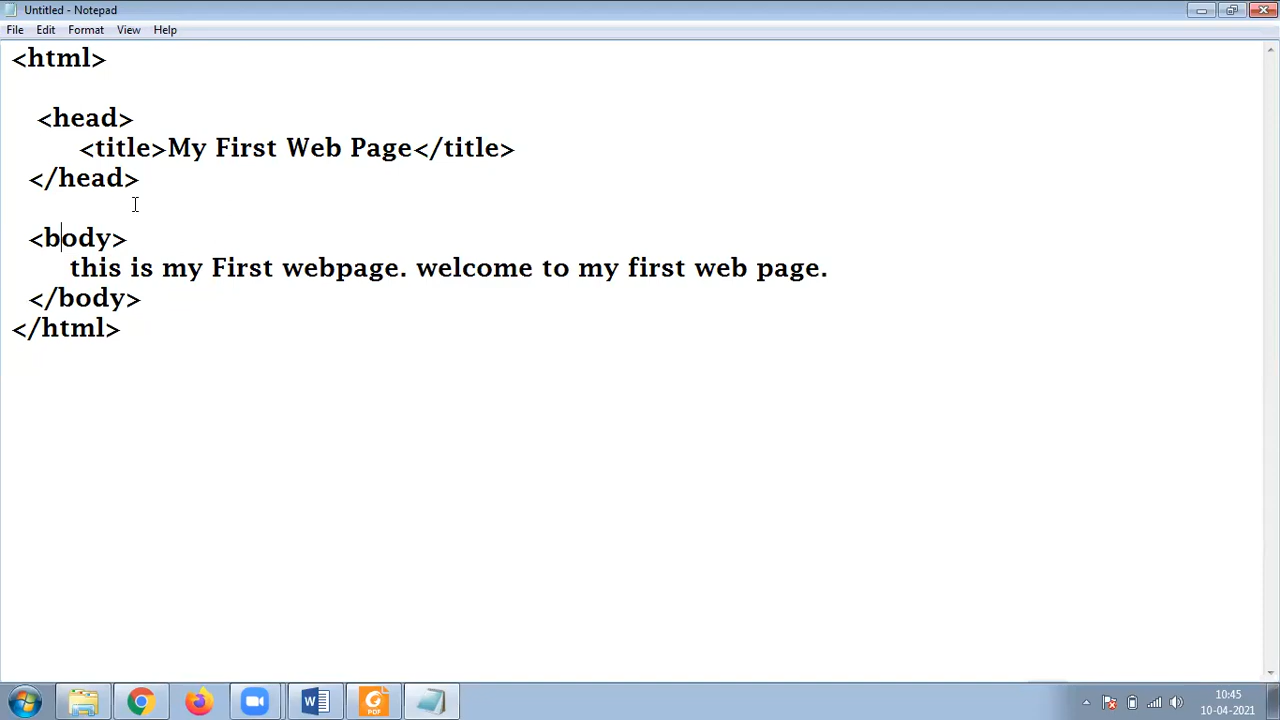 Untitled - Notepad
File Edit Format View Help
<html>
<head>
<title>My First Web Page</title>
</head>
<body>
this is my First webpage. welcome to my first web page.
</body>
</html>
PDF
10:45
10-04-2021